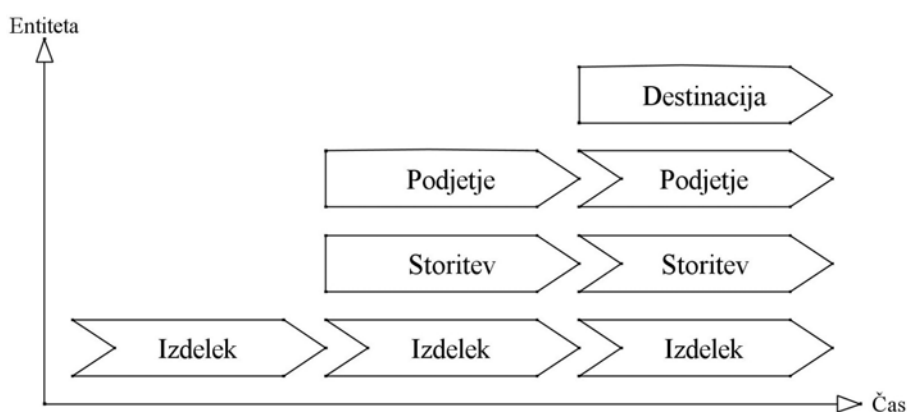 Entiteta
Destinacija
Podjetje Podjetje
Storitev Storitev
Izdelek Izdelek Izdelek
Čas